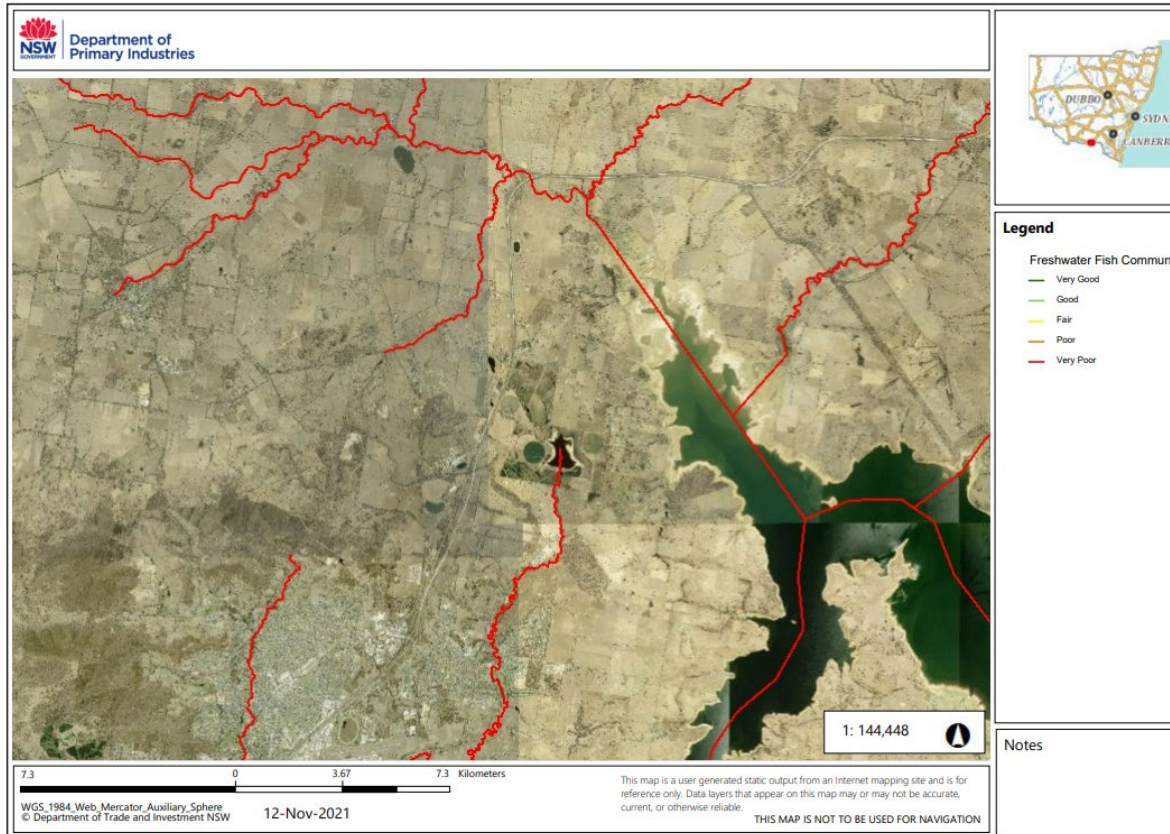 NSW
GOVERNMENT
Department of
Primary Industries
DUBBO
SYDN
CANBERR
Legend
Freshwater Fish Commun
Very Good
Good
Fair
Poor
Very Poor
1: 144,448
Notes
7.3 0 3.67 7.3 Kilometers
WGS_1984_Web_Mercator_Auxiliary_Sphere
© Department of Trade and Investment NSW
12-Nov-2021
This map is a user generated static output from an Internet mapping site and is for
reference only. Data layers that appear on this map may or may not be accurate,
current, or otherwise reliable.
THIS MAP IS NOT TO BE USED FOR NAVIGATION